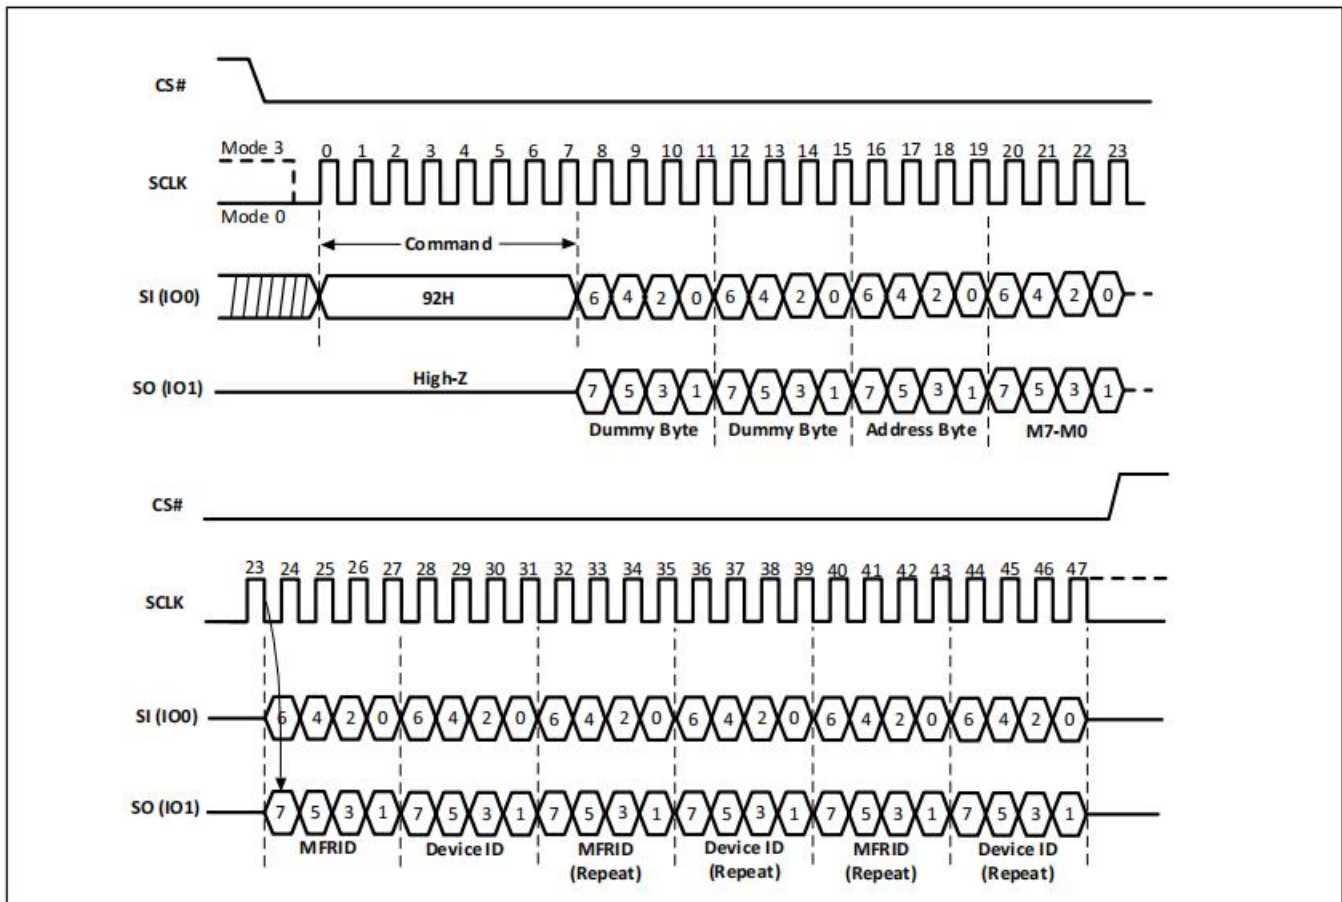 CS#
Mode 3
0 1 2 3 4 5 6 7 8 9 10 11 12 13 14 15 16 17 18 19 20 21 22 23
SCLK
Mode 0
Command
SI (IO0)
92H
6 4 2 0 6 4 2 0 6 4 2 0 6 4 2 0
High-Z
SO (IO1)
7 5 3 1 7 5 3 1 7 5 3 1 7 5 3 1
Dummy Byte Dummy Byte Address Byte M7-M0
CS#
23 24 25 26 27 28 29 30 31 32 33 34 35 36 37 38 39 40 41 42 43 44 45 46 47
SCLK
SI (IO0)
6 4 2 0 6 4 2 0 6 4 2 0 6 4 2 0 6 4 2 0 6 4 2 0
SO (IO1)
7 5 3 1 7 5 3 1 7 5 3 1 7 5 3 1 7 5 3 1 7 5 3 1
MFRID Device ID MFRID Device ID MFRID Device ID
(Repeat) (Repeat) (Repeat) (Repeat)